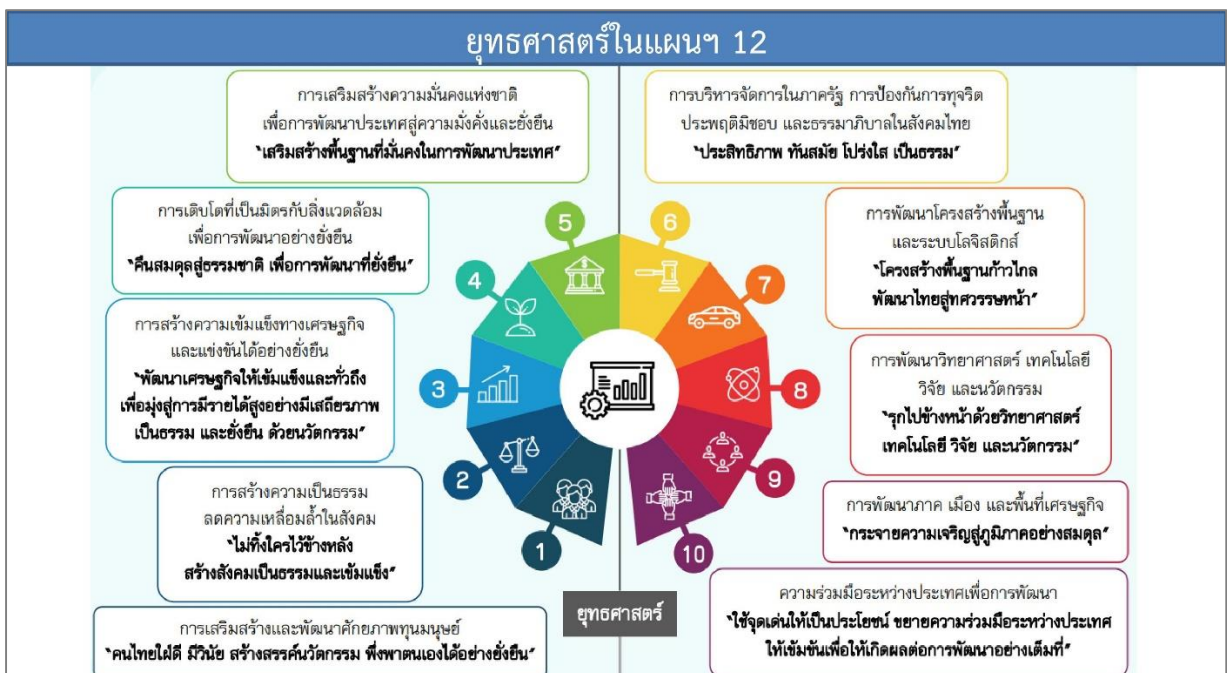 ยุทธศาสตร์ในแผนฯ 12
การเสริมสร้างความมั่นคงแห่งชาติ
เพื่อการพัฒนาประเทศสู่ความมั่งคั่งและยั่งยืน
"เสริมสร้างพื้นฐานที่มั่นคงในการพัฒนาประเทศ"
การบริหารจัดการในภาครัฐ การป้องกันการทุจริต
ประพฤติมิชอบ และธรรมาภิบาลในสังคมไทย
"ประสิทธิภาพ ทันสมัย โปร่งใส เป็นธรรม"
การเติบโตที่เป็นมิตรกับสิ่งแวดล้อม
เพื่อการพัฒนาอย่างยั่งยืน
"คืนสมดุลสู่ธรรมชาติ เพื่อการพัฒนาที่ยั่งยืน"
การพัฒนาโครงสร้างพื้นฐาน
และระบบโลจิสติกส์
"โครงสร้างพื้นฐานก้าวไกล
พัฒนาไทยสู่ทศวรรษหน้า"
การสร้างความเข้มแข็งทางเศรษฐกิจ
และแข่งขันได้อย่างยั่งยืน
"พัฒนาเศรษฐกิจให้เข้มแข็งและทั่วถึง
เพื่อมุ่งสู่การมีรายได้สูงอย่างมีเสถียรภาพ
เป็นธรรม และยั่งยืน ด้วยนวัตกรรม"
การพัฒนาวิทยาศาสตร์ เทคโนโลยี
วิจัย และนวัตกรรม
"รุกไปข้างหน้าด้วยวิทยาศาสตร์
เทคโนโลยี วิจัย และนวัตกรรม"
การสร้างความเป็นธรรม
ลดความเหลื่อมล้ำในสังคม
"ไม่ทิ้งใครไว้ข้างหลัง
สร้างสังคมเป็นธรรมและเข้มแข็ง"
การพัฒนาภาค เมือง และพื้นที่เศรษฐกิจ
"กระจายความเจริญสู่ภูมิภาคอย่างสมดุล"
การเสริมสร้างและพัฒนาศักยภาพทุนมนุษย์
"คนไทยใฝ่ดี มีวินัย สร้างสรรค์นวัตกรรม พึ่งพาตนเองได้อย่างยั่งยืน"
ความร่วมมือระหว่างประเทศเพื่อการพัฒนา
"ใช้จุดเด่นให้เป็นประโยชน์ ขยายความร่วมมือระหว่างประเทศ
ให้เข้มข้นเพื่อให้เกิดผลต่อการพัฒนาอย่างเต็มที่"
1
2
3
4
5
6
7
8
9
10
ยุทธศาสตร์